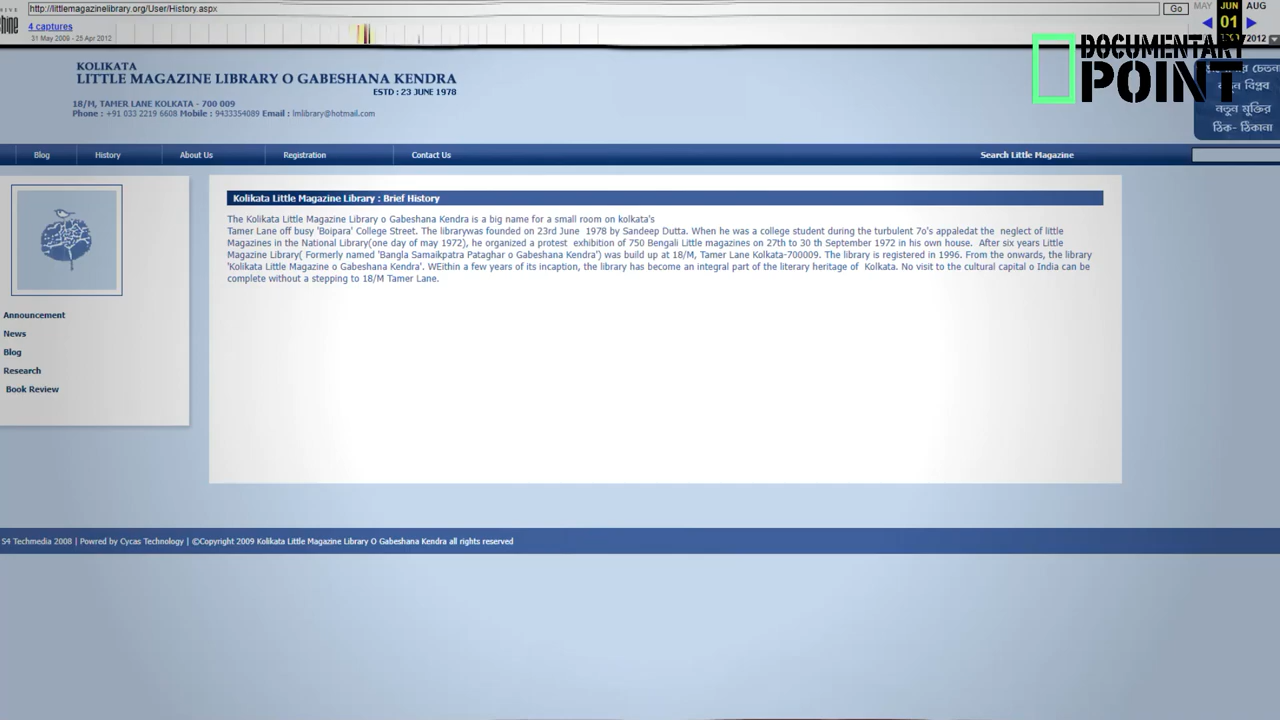 http://littlemagazinelibrary.org/User/History.aspx
Go
MAY JUN AUG
4 captures
01
31 May 2009 - 25 Apr 2012
2012
DOCUMENTARY
POINT
KOLIKATA
LITTLE MAGAZINE LIBRARY O GABESHANA KENDRA
ESTD : 23 JUNE 1978
18/M, TAMER LANE KOLKATA - 700 009
Phone : +91 033 2219 6608 Mobile : 9433354089 Email : lmlibrary@hotmail.com
চেতনা
নতুন বিপ্লব
নতুন মুক্তির
ঠিক- ঠিকানা
Blog History About Us Registration Contact Us Search Little Magazine
Kolikata Little Magazine Library : Brief History
The Kolikata Little Magazine Library o Gabeshana Kendra is a big name for a small room on kolkata's
Tamer Lane off busy 'Boipara' College Street. The librarywas founded on 23rd June 1978 by Sandeep Dutta. When he was a college student during the turbulent 7o's appaledat the neglect of little
Magazines in the National Library(one day of may 1972), he organized a protest exhibition of 750 Bengali Little magazines on 27th to 30 th September 1972 in his own house. After six years Little
Magazine Library( Formerly named 'Bangla Samaikpatra Pataghar o Gabeshana Kendra') was build up at 18/M, Tamer Lane Kolkata-700009. The library is registered in 1996. From the onwards, the library
'Kolikata Little Magazine o Gabeshana Kendra'. WEithin a few years of its inception, the library has become an integral part of the literary heritage of Kolkata. No visit to the cultural capital o India can be
complete without a stepping to 18/M Tamer Lane.
Announcement
News
Blog
Research
Book Review
S4 Techmedia 2008 | Powred by Cycas Technology | ©Copyright 2009 Kolikata Little Magazine Library O Gabeshana Kendra all rights reserved